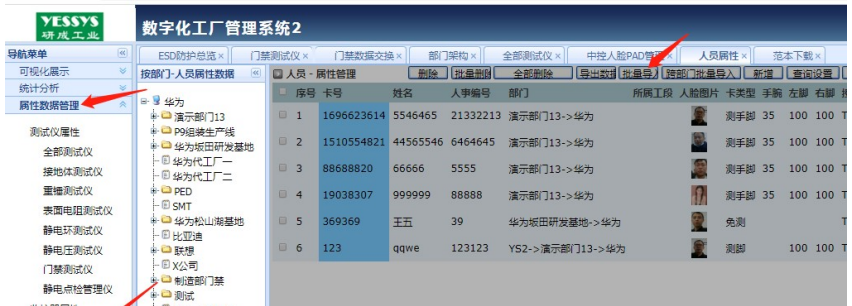 YESSYS
研成工业
数字化工厂管理系统2
导航菜单
可视化展示
统计分析
属性数据管理
测试仪属性
全部测试仪
接地体测试仪
重锤测试仪
表面电阻测试仪
静电环测试仪
静电压测试仪
门禁测试仪
静电点检管理仪
ESD防护总览×
门禁测试仪×
门禁数据交换×
部门架构×
全部测试仪×
中控人脸PAD管理×
人员属性×
范本下载×
按部门-人员属性数据
华为
演示部门13
P9组装生产线
华为坂田研发基地
华为代工厂一
华为代工厂二
PED
SMT
华为松山湖基地
比亚迪
联想
X公司
制造部门禁
测试
人员 - 属性管理
删除 批量删除 全部删除 导出数据 批量导入 跨部门批量导入 新增 查询设置
序号 卡号 姓名 人事编号 部门 所属工段 人脸图片 卡类型 手腕 左脚 右脚
1 1696623614 5546465 21332213 演示部门13->华为 测手脚 35 100 100 T
2 1510554821 44565546 6464645 演示部门13->华为 测手脚 35 100 100 T
3 88688820 66666 5555 演示部门13->华为 测手脚 35 100 100 T
4 19038307 999999 88888 演示部门13->华为 测手脚 35 100 100 T
5 369369 王五 39 华为坂田研发基地->华为 免测 T
6 123 qqwe 123123 YS2->演示部门13->华为 测脚 100 100 T